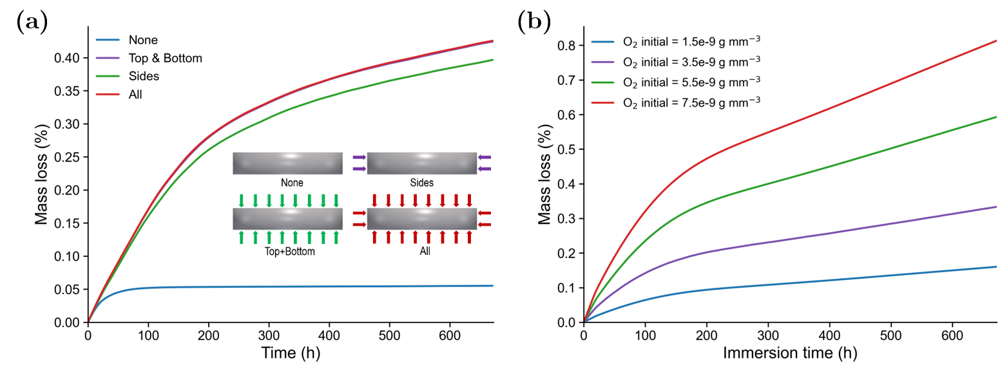 (a)
None
Top & Bottom
Sides
All
Mass loss (%)
0.40
0.35
0.30
0.25
0.20
0.15
0.10
0.05
0.00
None
Sides
Top+Bottom
All
0 100 200 300 400 500 600
Time (h)
(b)
O₂ initial = 1.5e-9 g mm⁻³
O₂ initial = 3.5e-9 g mm⁻³
O₂ initial = 5.5e-9 g mm⁻³
O₂ initial = 7.5e-9 g mm⁻³
Mass loss (%)
0.8
0.7
0.6
0.5
0.4
0.3
0.2
0.1
0.0
0 100 200 300 400 500 600
Immersion time (h)